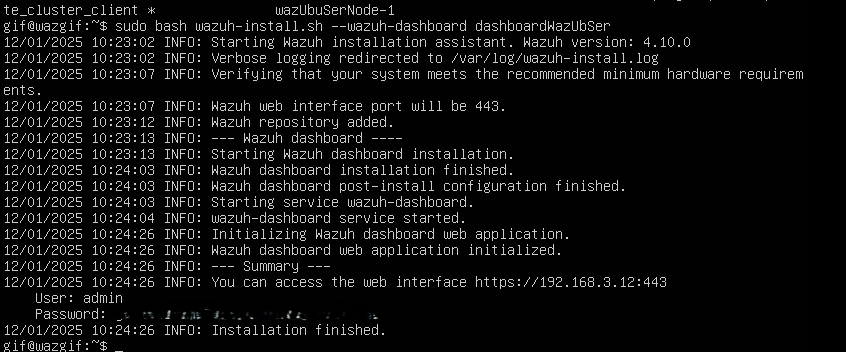 te_cluster_client * wazUbuSerNode-1
gif@wazgif:~$ sudo bash wazuh-install.sh --wazuh-dashboard dashboardWazUbSer
12/01/2025 10:23:02 INFO: Starting Wazuh installation assistant. Wazuh version: 4.10.0
12/01/2025 10:23:02 INFO: Verbose logging redirected to /var/log/wazuh-install.log
12/01/2025 10:23:07 INFO: Verifying that your system meets the recommended minimum hardware requirem
ents.
12/01/2025 10:23:07 INFO: Wazuh web interface port will be 443.
12/01/2025 10:23:12 INFO: Wazuh repository added.
12/01/2025 10:23:13 INFO: --- Wazuh dashboard ----
12/01/2025 10:23:13 INFO: Starting Wazuh dashboard installation.
12/01/2025 10:24:03 INFO: Wazuh dashboard installation finished.
12/01/2025 10:24:03 INFO: Wazuh dashboard post-install configuration finished.
12/01/2025 10:24:03 INFO: Starting service wazuh-dashboard.
12/01/2025 10:24:04 INFO: wazuh-dashboard service started.
12/01/2025 10:24:26 INFO: Initializing Wazuh dashboard web application.
12/01/2025 10:24:26 INFO: Wazuh dashboard web application initialized.
12/01/2025 10:24:26 INFO: --- Summary ---
12/01/2025 10:24:26 INFO: You can access the web interface https://192.168.3.12:443
User: admin
Password:
12/01/2025 10:24:26 INFO: Installation finished.
gif@wazgif:~$ _